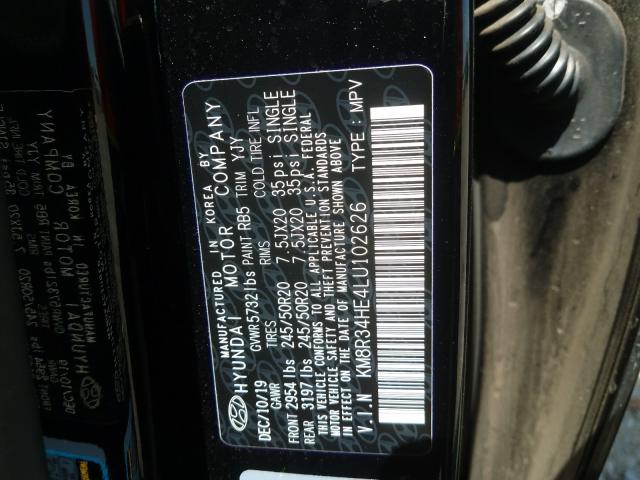 MANUFACTURED IN KOREA BY
HYUNDAI MOTOR COMPANY
DEC/10/19 GVWR 5732 lbs PAINT RB5 TRIM YJY
GAWR TIRES RIMS COLD TIRE INFL
FRONT 2954 lbs 245/50R20 7.5JX20 35psi SINGLE
REAR 3197 lbs 245/50R20 7.5JX20 35psi SINGLE
THIS VEHICLE CONFORMS TO ALL APPLICABLE U.S.A. FEDERAL
MOTOR VEHICLE SAFETY AND THEFT PREVENTION STANDARDS
IN EFFECT ON THE DATE OF MANUFACTURE SHOWN ABOVE
V.I.N KM8R34HE4LU102626 TYPE : MPV